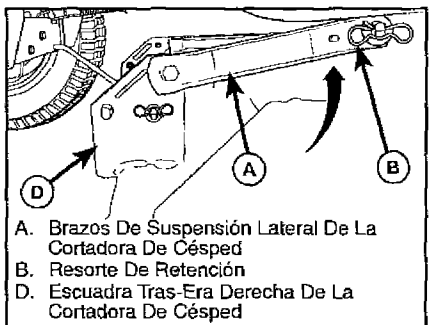 A
B
D
A. Brazos De Suspensión Lateral De La
Cortadora De Césped
B. Resorte De Retención
D. Escuadra Tras-Era Derecha De La
Cortadora De Césped